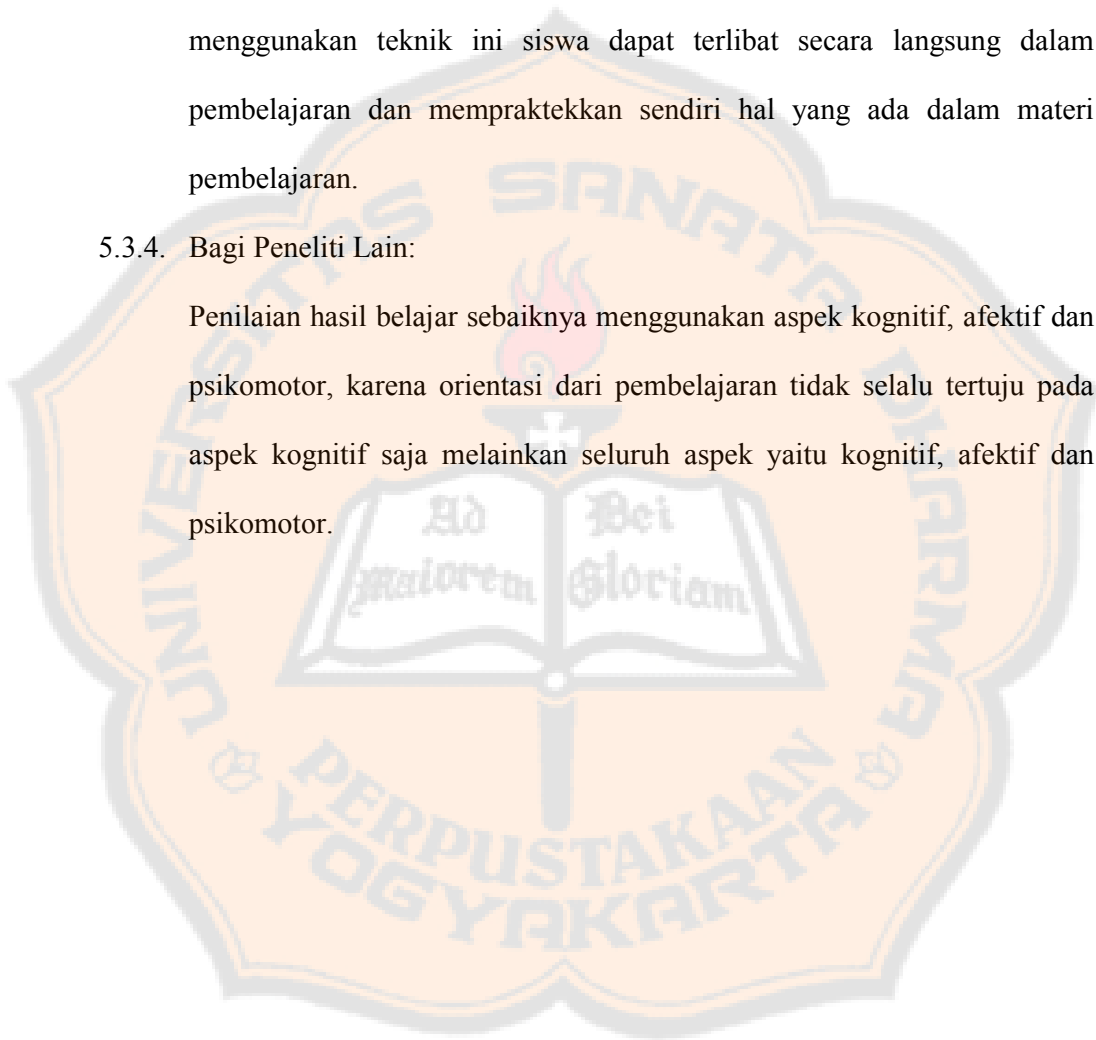 menggunakan teknik ini siswa dapat terlibat secara langsung dalam
pembelajaran dan mempraktekkan sendiri hal yang ada dalam materi
pembelajaran.
5.3.4. Bagi Peneliti Lain:
Penilaian hasil belajar sebaiknya menggunakan aspek kognitif, afektif dan
psikomotor, karena orientasi dari pembelajaran tidak selalu tertuju pada
aspek kognitif saja melainkan seluruh aspek yaitu kognitif, afektif dan
psikomotor.
UNIVERSITAS SANATA DHARMA
Ad Dei
Maiorem Gloriam
PERPUSTAKAAN
YOGYAKARTA